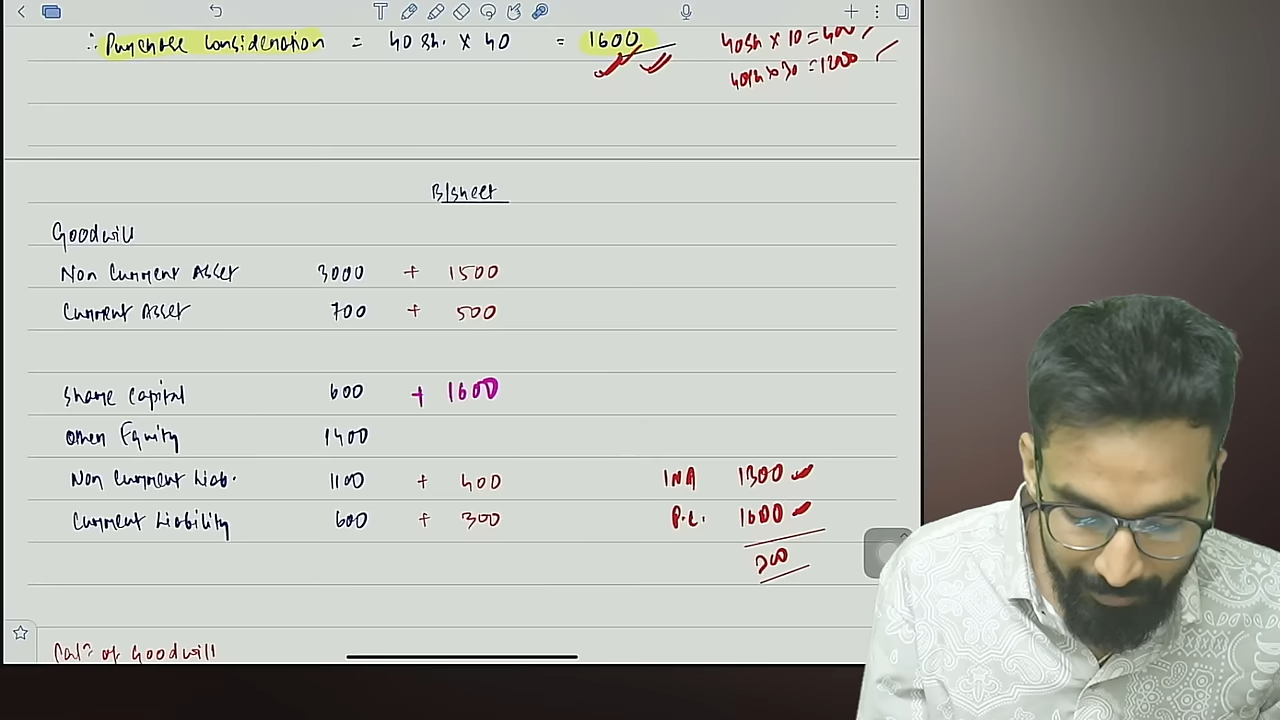 ∴ Purchase Consideration = 40 sh. × 40 = 1600
40sh × 10 = 400
40sh × 30 = 1200
B/sheet
Goodwill
Non Current Asset 3000 + 1500
Current Asset 700 + 500
Share Capital 600 + 1600
Other Equity 1400
Non Current Liab. 1100 + 400 INA 1300
Current Liability 600 + 300 P.C. 1600
300
Calⁿ of Goodwill